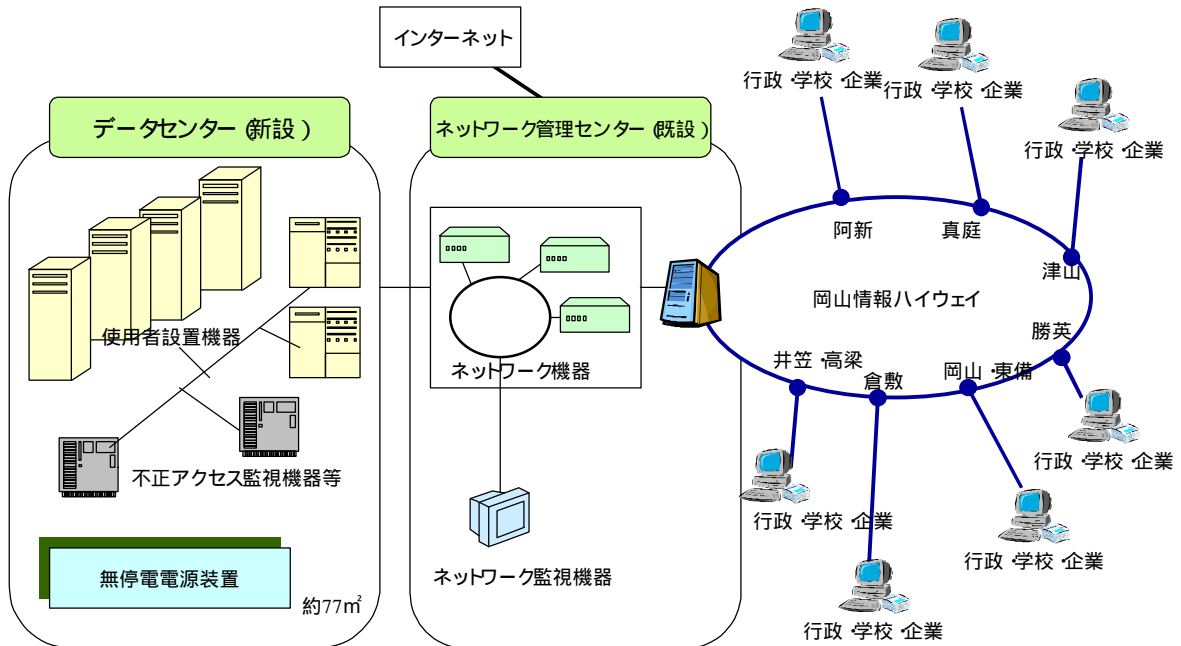 インターネット
行政・学校・企業
行政・学校・企業
行政・学校・企業
データセンター（新設）
ネットワーク管理センター（既設）
阿新
真庭
津山
岡山情報ハイウェイ
使用者設置機器
勝英
ネットワーク機器
井笠・高梁
倉敷
岡山・東備
行政・学校・企業
不正アクセス監視機器等
行政・学校・企業
行政・学校・企業
ネットワーク監視機器
無停電電源装置
約77㎡
行政・学校・企業